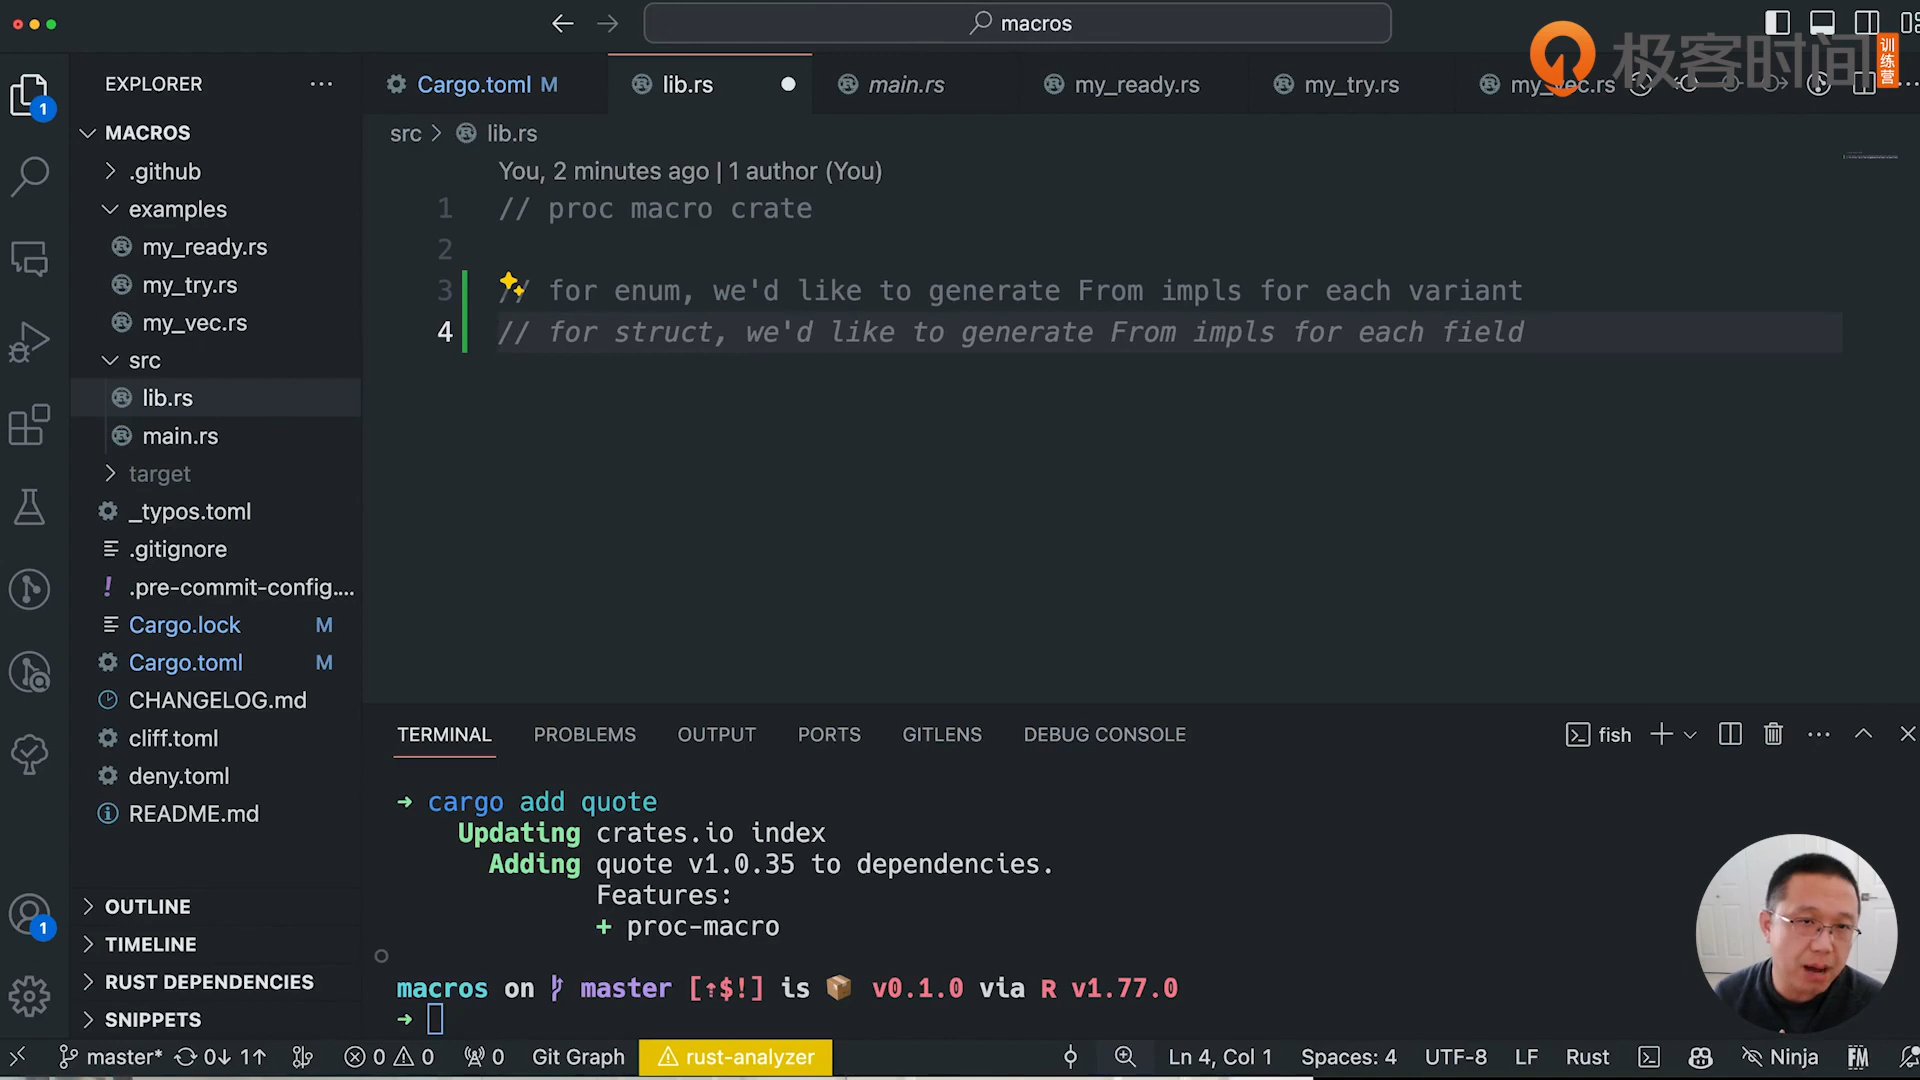 macros
极客时间
训练营
EXPLORER
MACROS
.github
examples
my_ready.rs
my_try.rs
my_vec.rs
src
lib.rs
main.rs
target
_typos.toml
.gitignore
.pre-commit-config....
Cargo.lock M
Cargo.toml M
CHANGELOG.md
cliff.toml
deny.toml
README.md
OUTLINE
TIMELINE
RUST DEPENDENCIES
SNIPPETS
1
1
Cargo.toml M
lib.rs
main.rs
my_ready.rs
my_try.rs
my_vec.rs
src > lib.rs
You, 2 minutes ago | 1 author (You)
1 // proc macro crate
2
3 // for enum, we'd like to generate From impls for each variant
4 // for struct, we'd like to generate From impls for each field
TERMINAL PROBLEMS OUTPUT PORTS GITLENS DEBUG CONSOLE
fish
→ cargo add quote
Updating crates.io index
Adding quote v1.0.35 to dependencies.
Features:
+ proc-macro
macros on master [⇡$!] is 📦 v0.1.0 via R v1.77.0
→
master* 0↓ 1↑ 0 0 0 Git Graph rust-analyzer Ln 4, Col 1 Spaces: 4 UTF-8 LF Rust Ninja